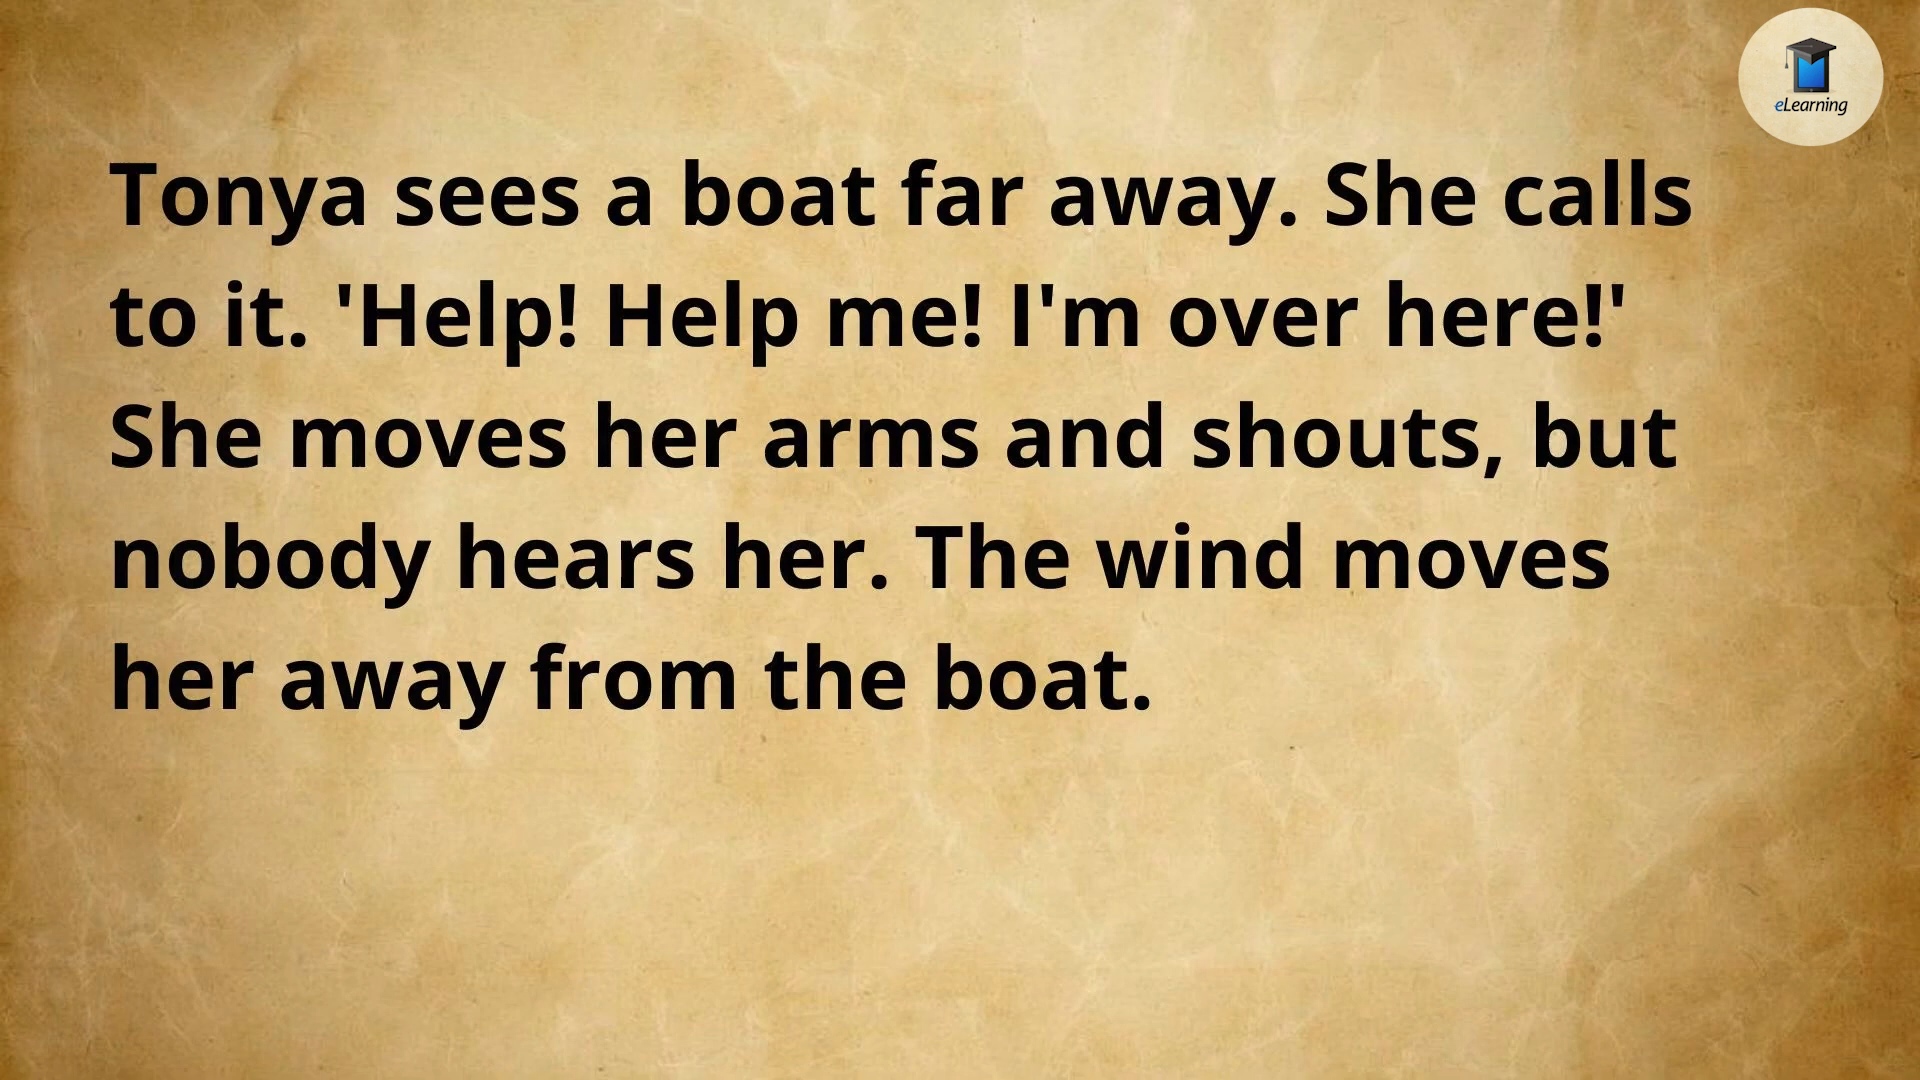 eLearning
Tonya sees a boat far away. She calls
to it. 'Help! Help me! I'm over here!'
She moves her arms and shouts, but
nobody hears her. The wind moves
her away from the boat.